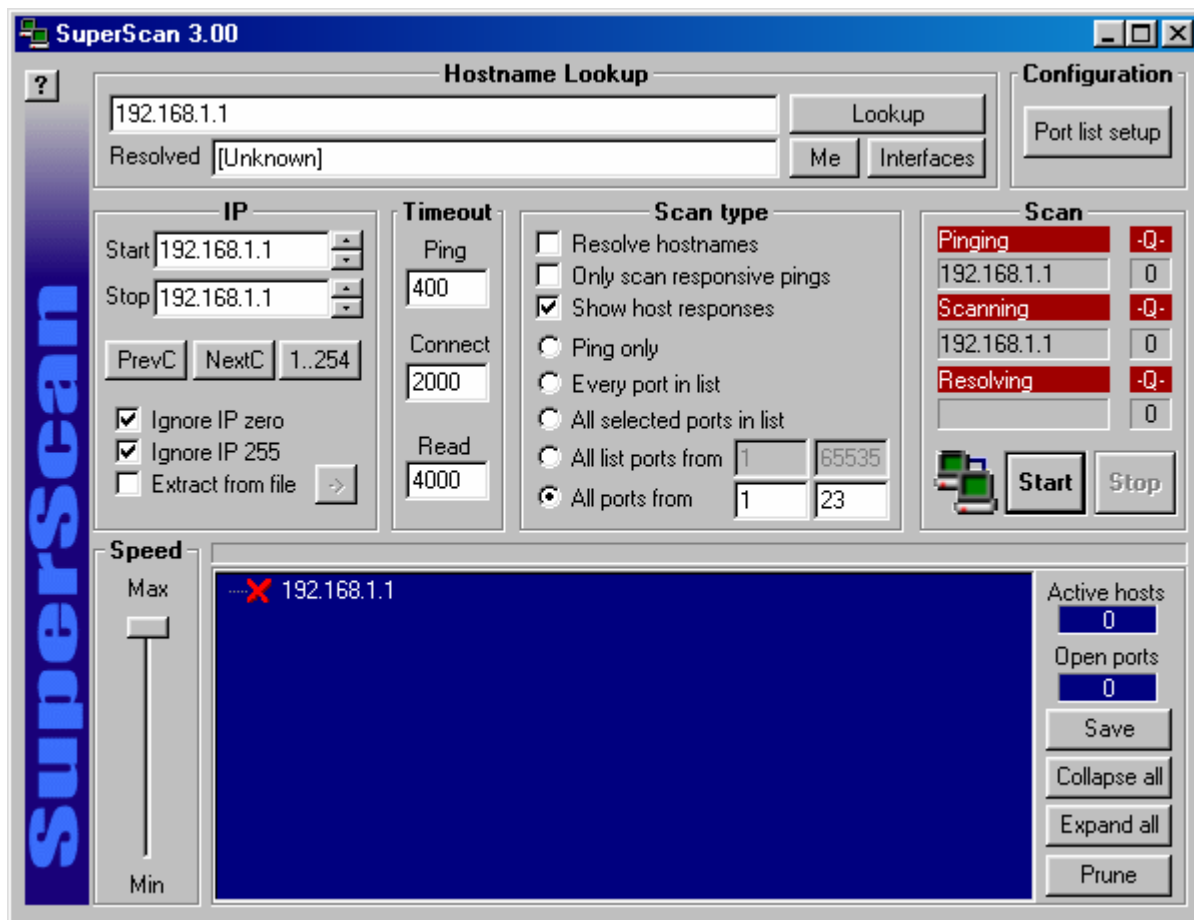 SuperScan 3.00
?
Hostname Lookup
192.168.1.1
Lookup
Resolved [Unknown]
Me
Interfaces
Configuration
Port list setup
IP
Start 192.168.1.1
Stop 192.168.1.1
PrevC NextC 1..254
Ignore IP zero
Ignore IP 255
Extract from file ->
Timeout
Ping
400
Connect
2000
Read
4000
Scan type
Resolve hostnames
Only scan responsive pings
Show host responses
Ping only
Every port in list
All selected ports in list
All list ports from 1 65535
All ports from 1 23
Scan
Pinging -Q-
192.168.1.1 0
Scanning -Q-
192.168.1.1 0
Resolving -Q-
0
Start Stop
SuperScan
Speed
Max
Min
192.168.1.1
Active hosts
0
Open ports
0
Save
Collapse all
Expand all
Prune